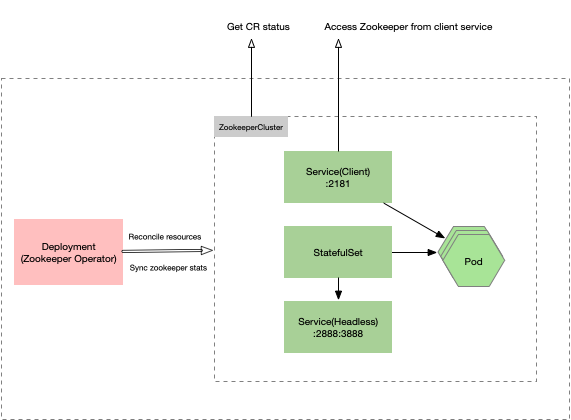 Get CR status
Access Zookeeper from client service
ZookeeperCluster
Service(Client)
:2181
Deployment
(Zookeeper Operator)
Reconcile resources
Sync zookeeper stats
StatefulSet
Pod
Service(Headless)
:2888:3888